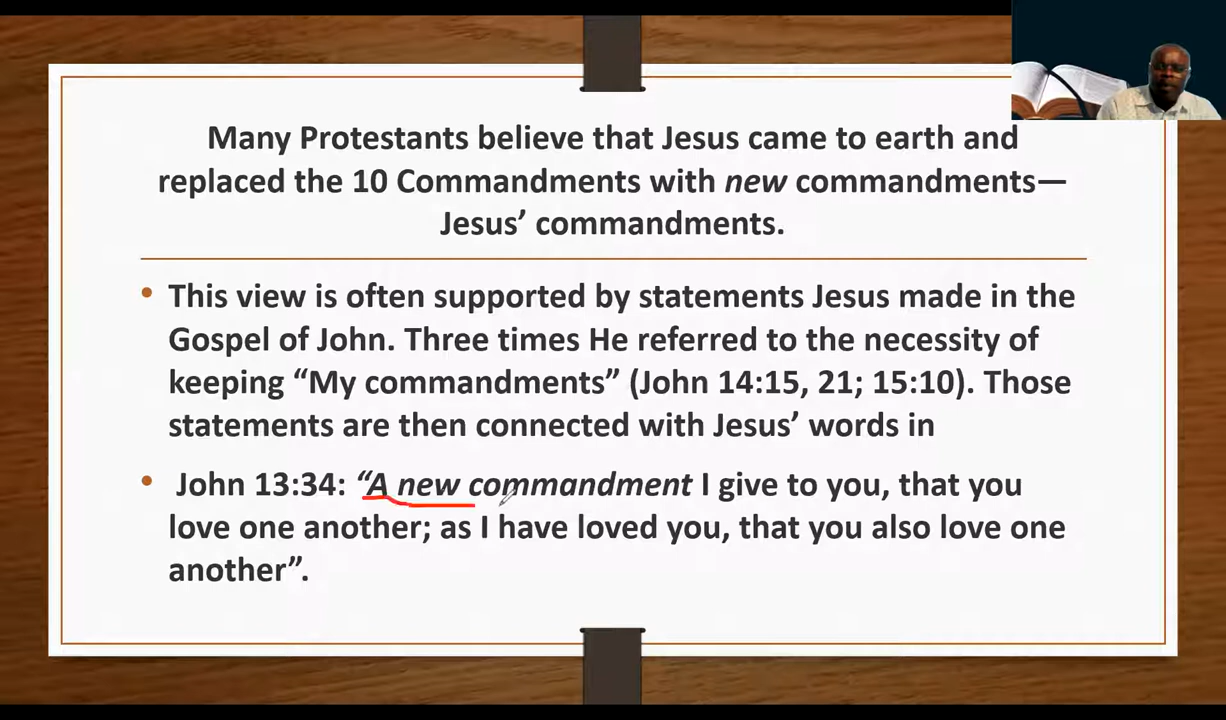 Many Protestants believe that Jesus came to earth and
replaced the 10 Commandments with new commandments—
Jesus’ commandments.
• This view is often supported by statements Jesus made in the
Gospel of John. Three times He referred to the necessity of
keeping “My commandments” (John 14:15, 21; 15:10). Those
statements are then connected with Jesus’ words in
• John 13:34: “A new commandment I give to you, that you
love one another; as I have loved you, that you also love one
another”.